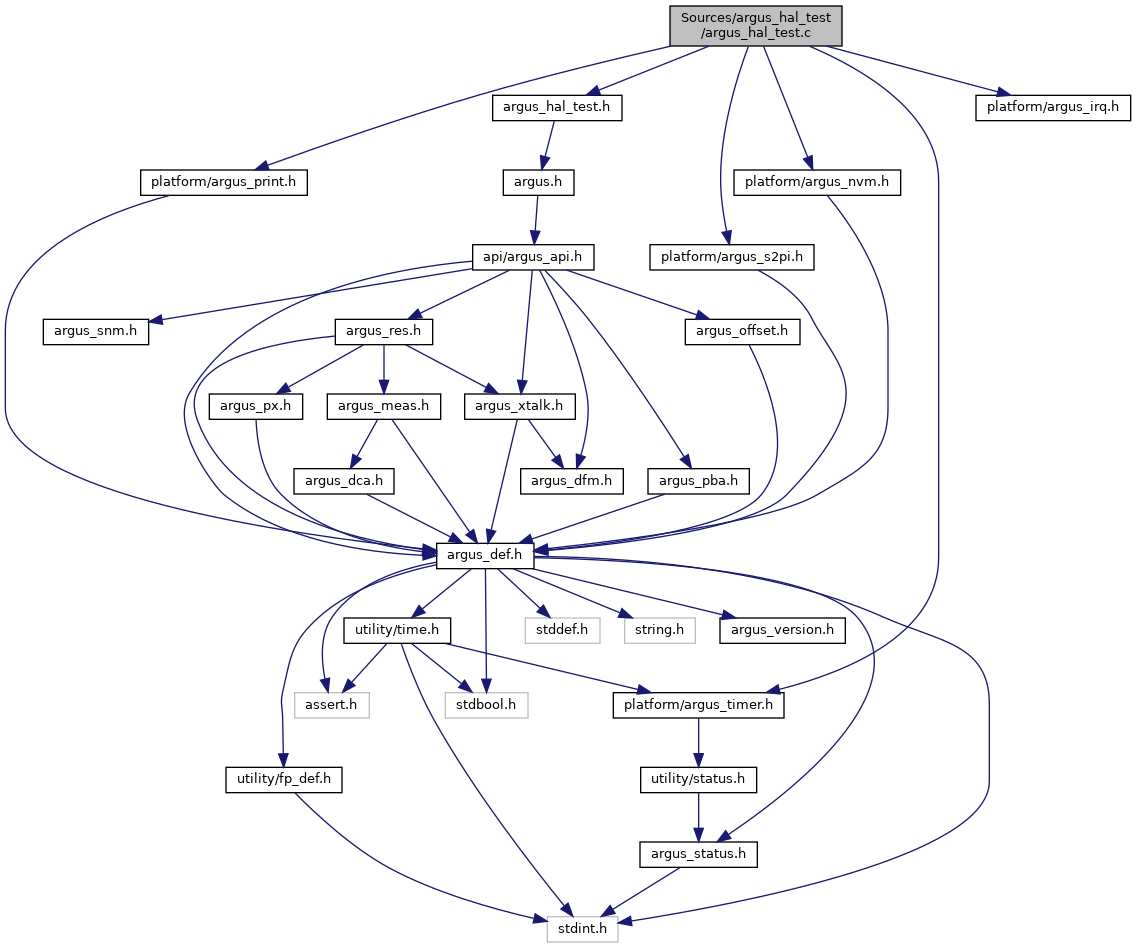 Sources/argus_hal_test
/argus_hal_test.c
argus_hal_test.h
platform/argus_irq.h
platform/argus_print.h
argus.h
platform/argus_nvm.h
api/argus_api.h
platform/argus_s2pi.h
argus_snm.h
argus_res.h
argus_offset.h
argus_px.h
argus_meas.h
argus_xtalk.h
argus_dca.h
argus_dfm.h
argus_pba.h
argus_def.h
utility/time.h
stddef.h
string.h
argus_version.h
assert.h
stdbool.h
platform/argus_timer.h
utility/fp_def.h
utility/status.h
argus_status.h
stdint.h